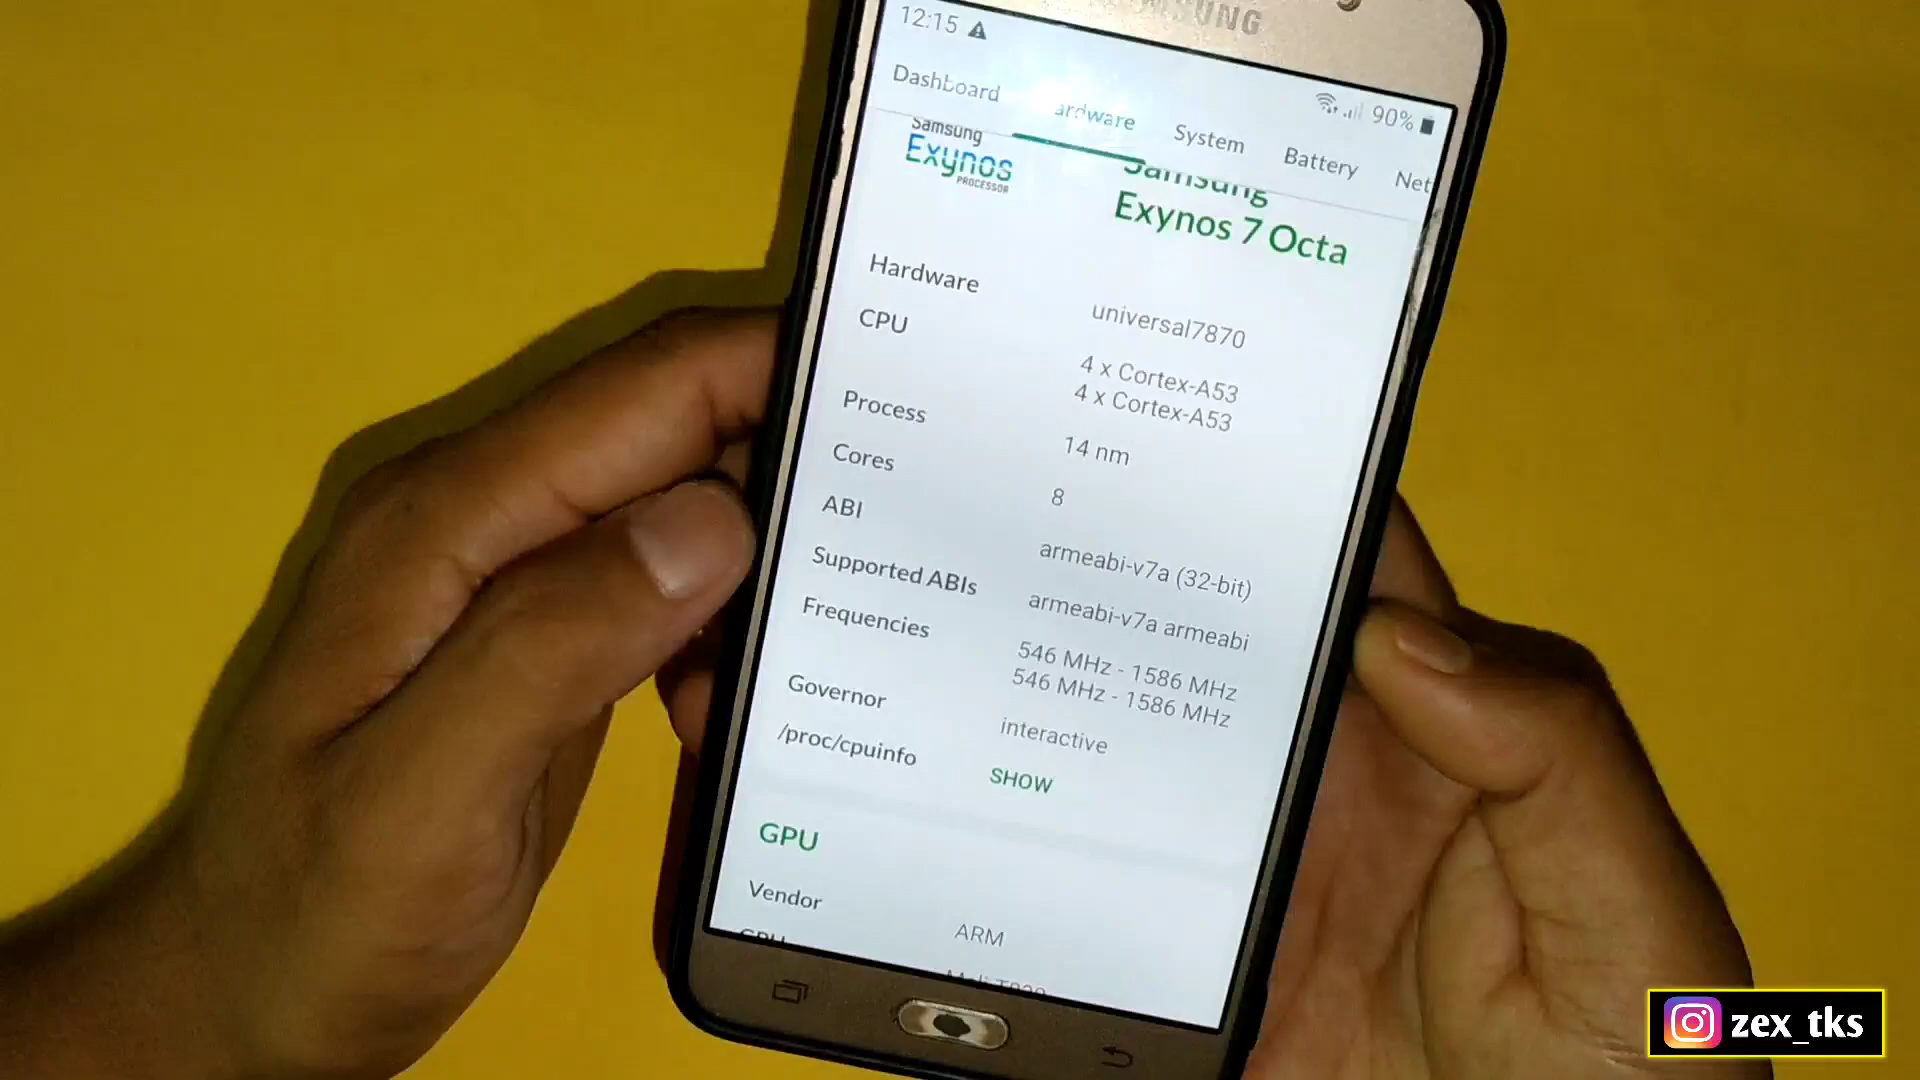 SUNG
12:15
90%
Dashboard ardware System Battery Net
Samsung
Exynos
PROCESSOR
Samsung
Exynos 7 Octa
Hardware universal7870
CPU 4 x Cortex-A53
4 x Cortex-A53
Process 14 nm
Cores 8
ABI armeabi-v7a (32-bit)
Supported ABIs armeabi-v7a armeabi
Frequencies 546 MHz - 1586 MHz
546 MHz - 1586 MHz
Governor interactive
/proc/cpuinfo SHOW
GPU
Vendor ARM
GPU
zex_tks